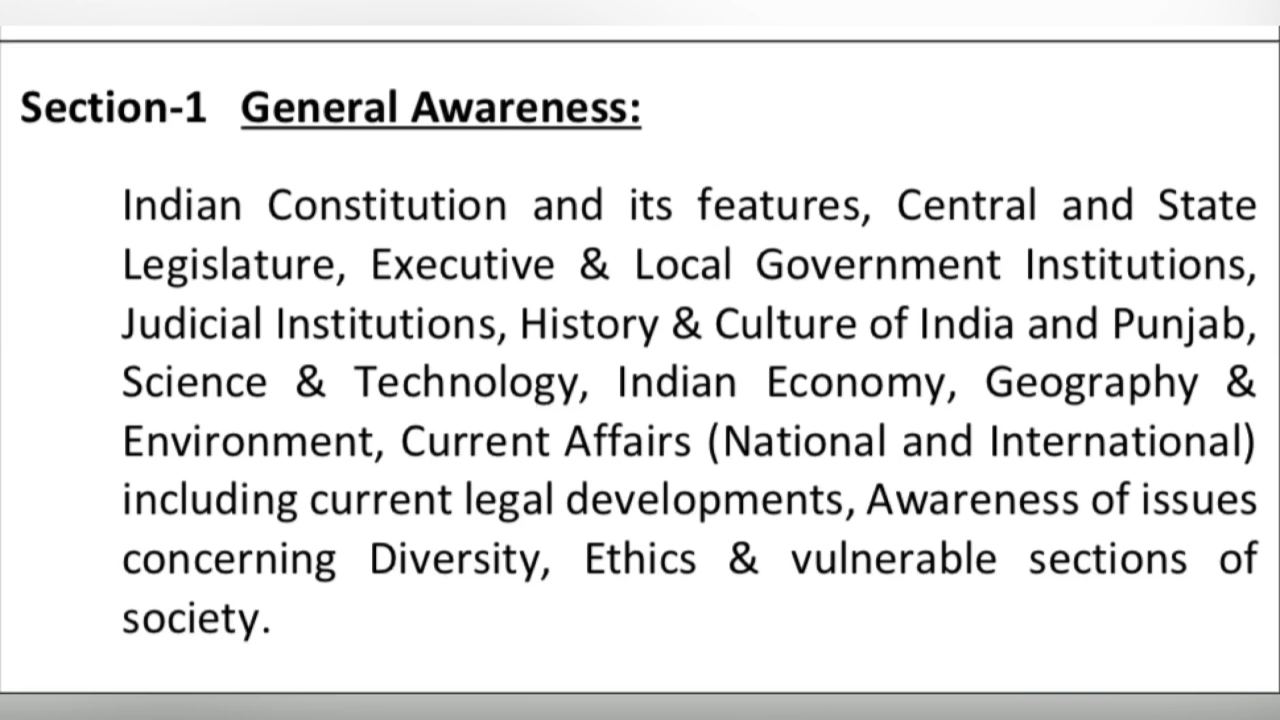 Section-1 General Awareness:
Indian Constitution and its features, Central and State
Legislature, Executive & Local Government Institutions,
Judicial Institutions, History & Culture of India and Punjab,
Science & Technology, Indian Economy, Geography &
Environment, Current Affairs (National and International)
including current legal developments, Awareness of issues
concerning Diversity, Ethics & vulnerable sections of
society.